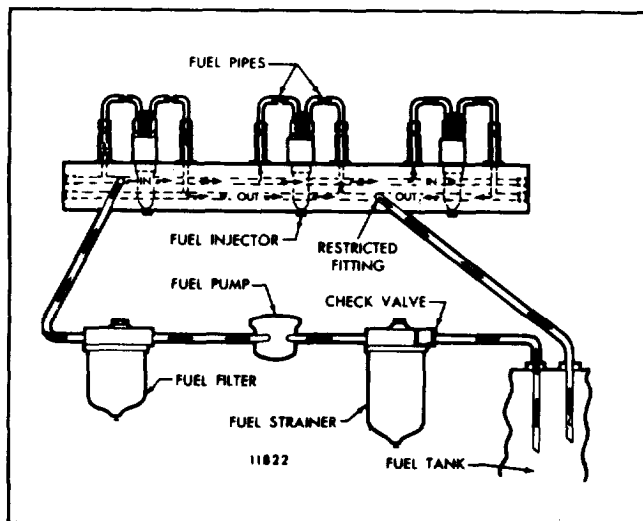 FUEL PIPES
IN
IN
OUT
OUT
FUEL INJECTOR
RESTRICTED
FITTING
FUEL PUMP
CHECK VALVE
FUEL FILTER
FUEL STRAINER
11822
FUEL TANK